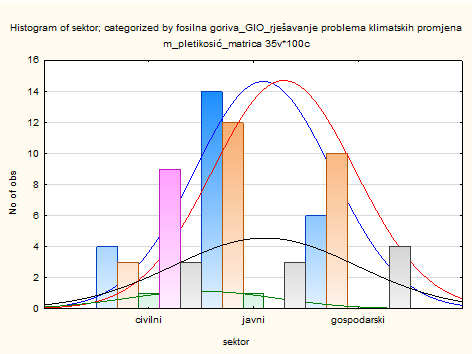 Histogram of sektor; categorized by fosilna goriva_GIO_rješavanje problema klimatskih promjena
m_pletikosić_matrica 35v*100c
16
14
12
10
8
6
4
2
0
No of obs
civilni javni gospodarski
sektor